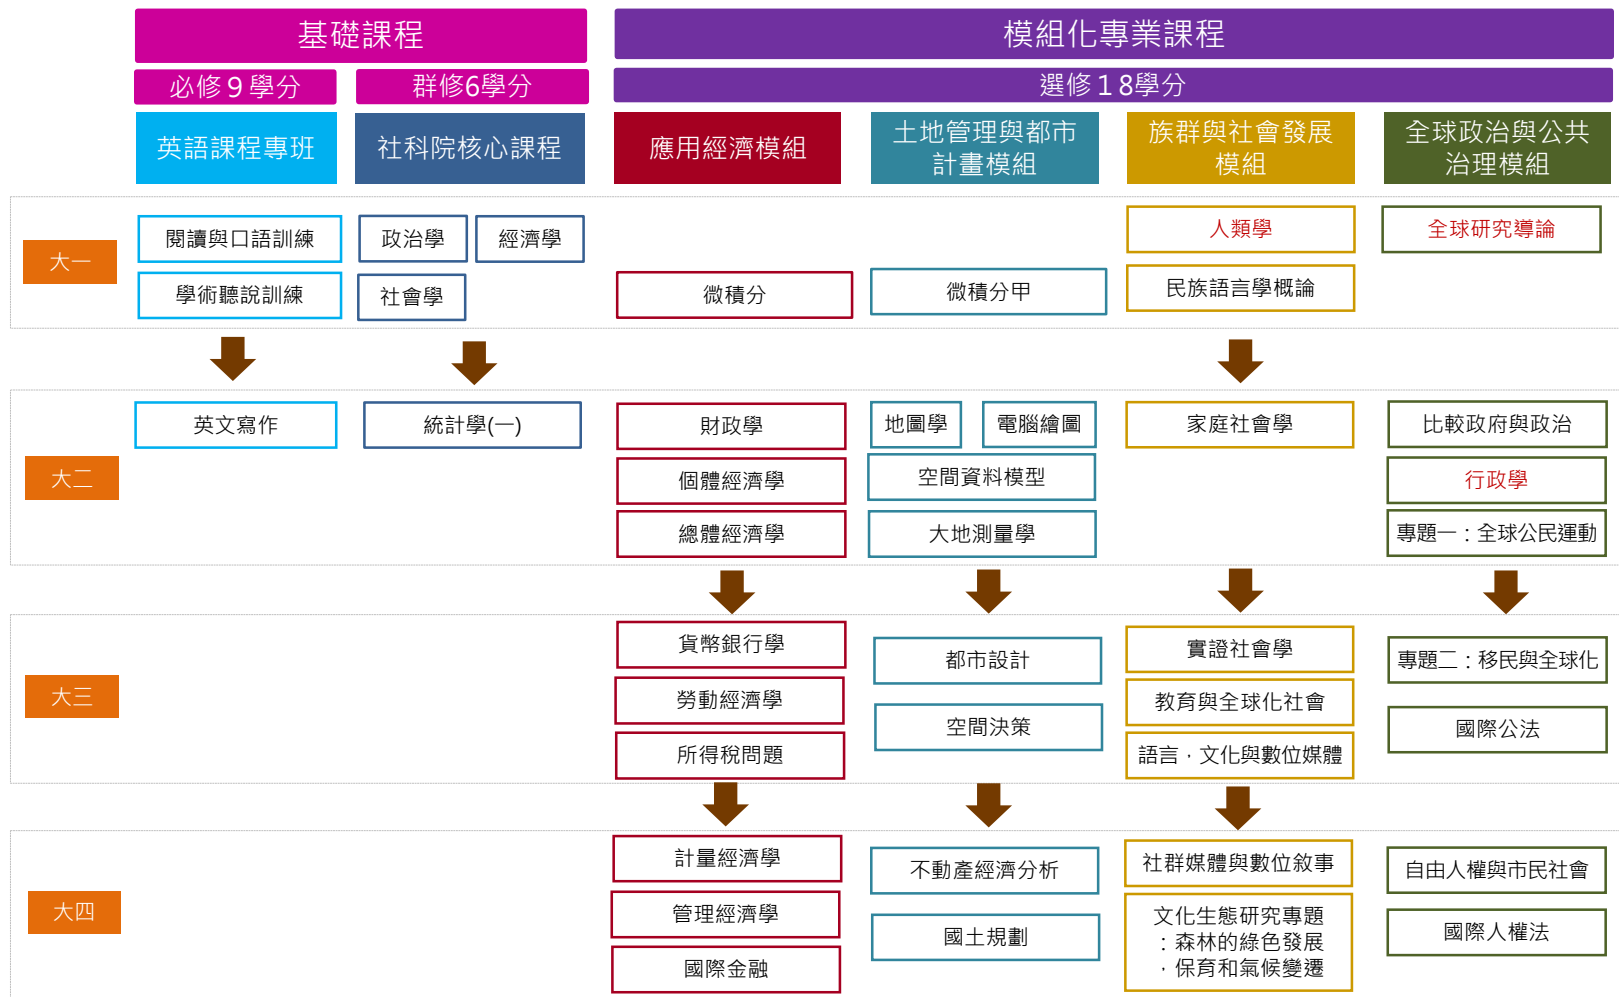 基礎課程
模組化專業課程
必修９學分
群修6學分
選修１8學分
英語課程專班
社科院核心課程
應用經濟模組
土地管理與都市
計畫模組
族群與社會發展
模組
全球政治與公共
治理模組
大一
閱讀與口語訓練
政治學
經濟學
人類學
全球研究導論
學術聽說訓練
社會學
微積分
微積分甲
民族語言學概論
大二
英文寫作
統計學(一)
財政學
地圖學
電腦繪圖
家庭社會學
比較政府與政治
個體經濟學
空間資料模型
行政學
總體經濟學
大地測量學
專題一：全球公民運動
大三
貨幣銀行學
都市設計
實證社會學
專題二：移民與全球化
勞動經濟學
空間決策
教育與全球化社會
國際公法
所得稅問題
語言．文化與數位媒體
大四
計量經濟學
不動產經濟分析
社群媒體與數位敘事
自由人權與市民社會
管理經濟學
國土規劃
文化生態研究專題
：森林的綠色發展
．保育和氣候變遷
國際人權法
國際金融